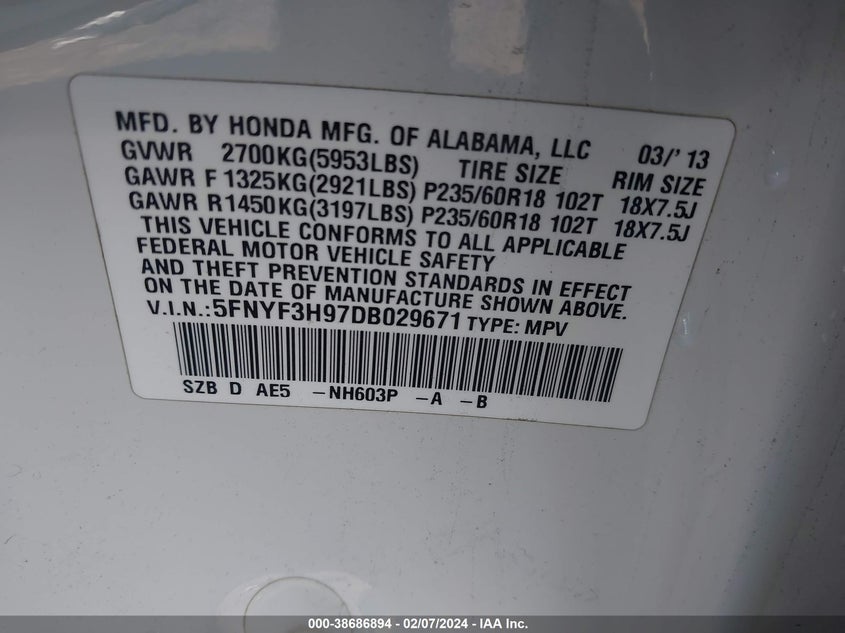 MFD. BY HONDA MFG. OF ALABAMA, LLC 03/'13
GVWR 2700KG(5953LBS) TIRE SIZE RIM SIZE
GAWR F 1325KG(2921LBS) P235/60R18 102T 18X7.5J
GAWR R1450KG(3197LBS) P235/60R18 102T 18X7.5J
THIS VEHICLE CONFORMS TO ALL APPLICABLE
FEDERAL MOTOR VEHICLE SAFETY
AND THEFT PREVENTION STANDARDS IN EFFECT
ON THE DATE OF MANUFACTURE SHOWN ABOVE.
V.I.N.:5FNYF3H97DB029671 TYPE: MPV
SZB D AE5 -NH603P -A -B
000-38686894 - 02/07/2024 - IAA Inc.